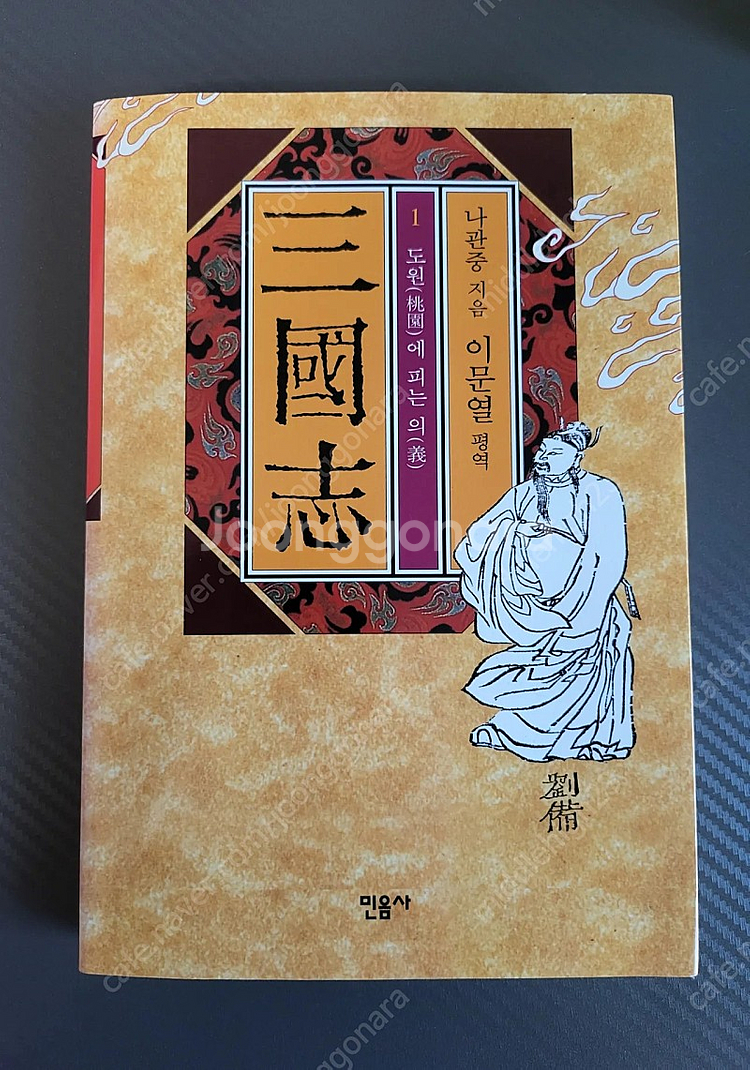 三國志
1 도원(桃園)에 피는 의(義)
나관중 지음 이문열 평역
劉備
민음사
Joonggonara